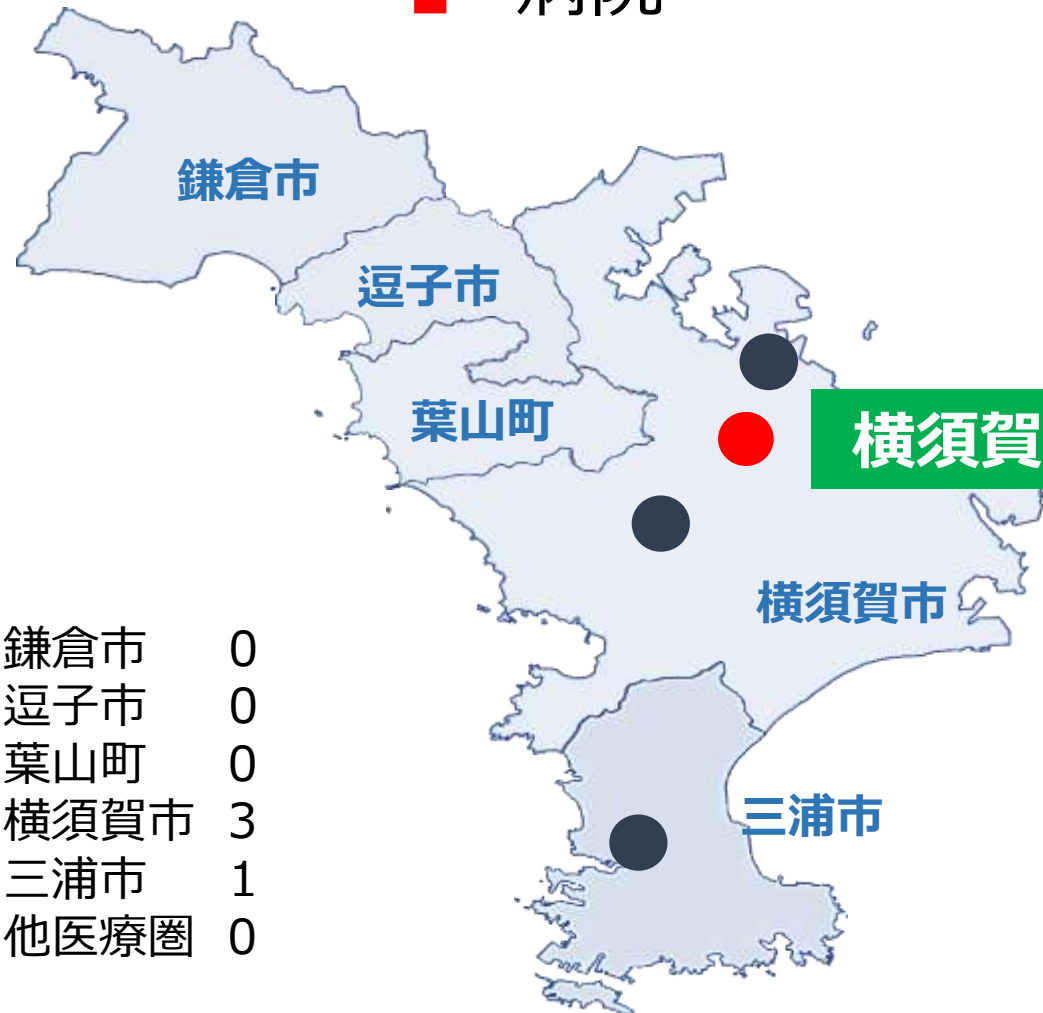 病院
鎌倉市
逗子市
葉山町
横須賀
横須賀市
三浦市
鎌倉市 0
逗子市 0
葉山町 0
横須賀市 3
三浦市 1
他医療圏 0